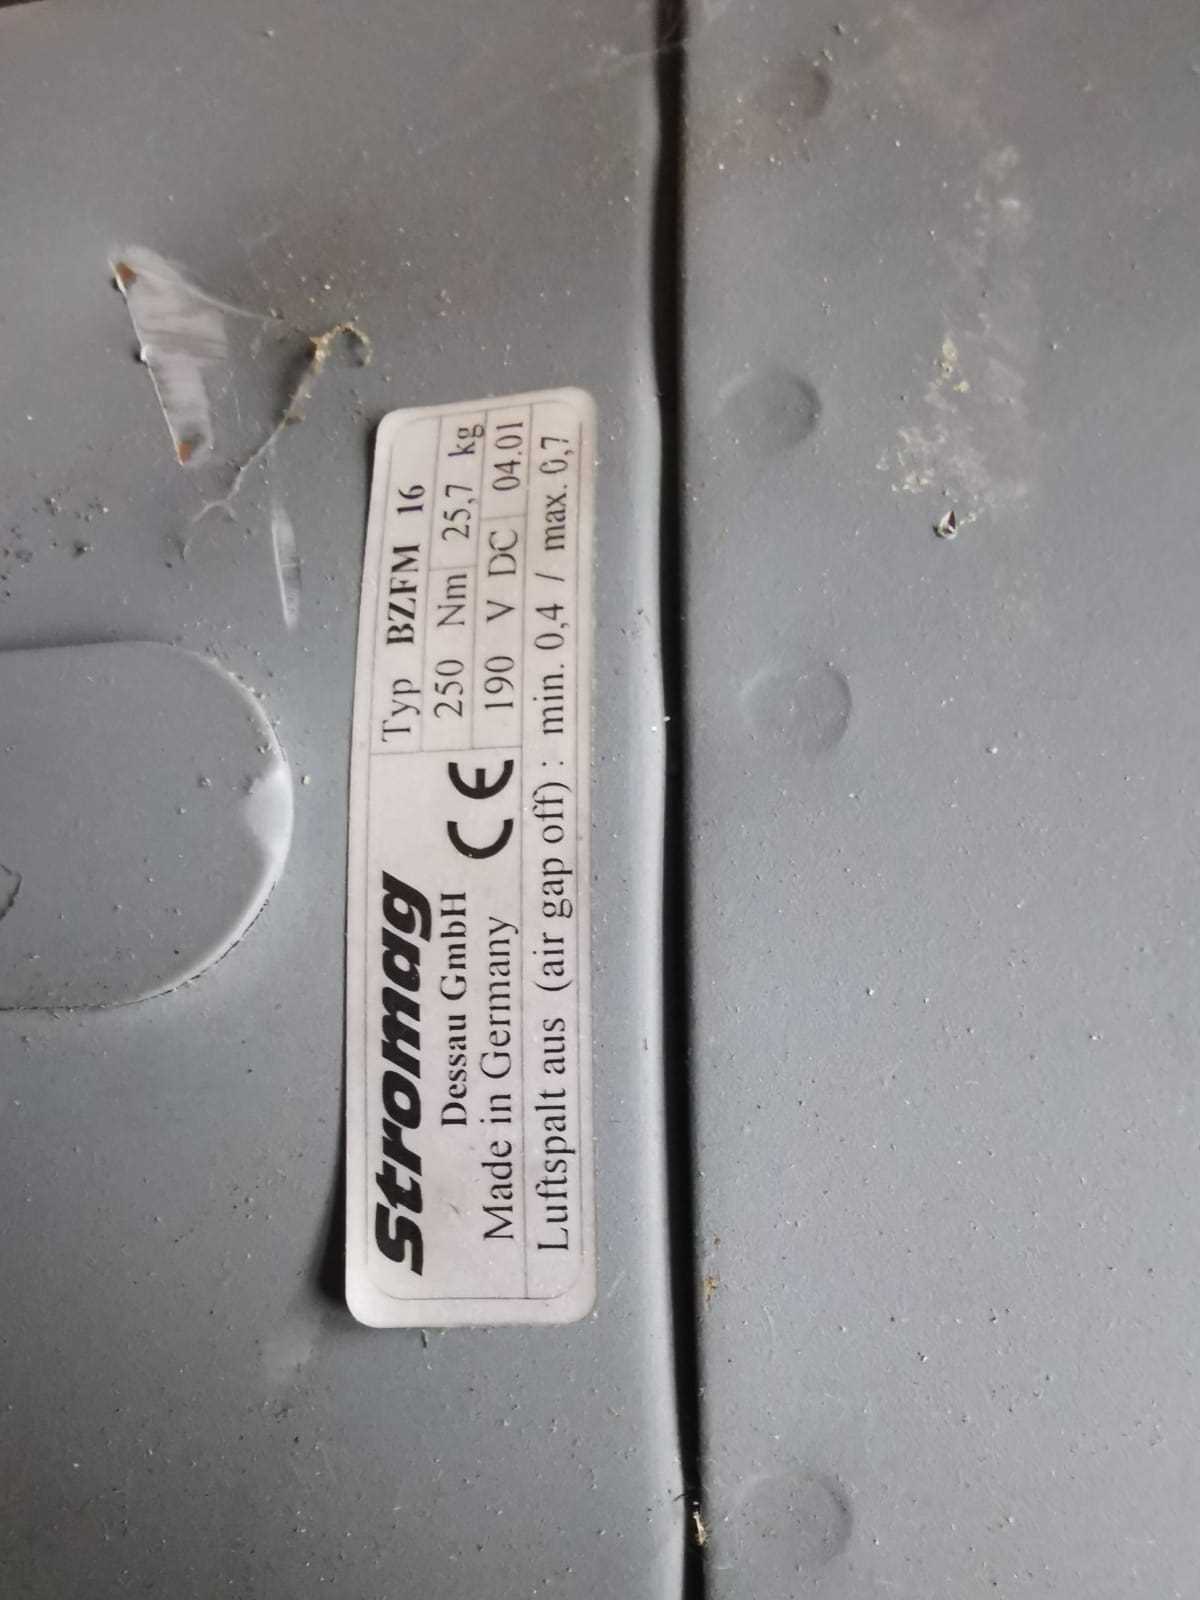 Stromag
Dessau GmbH
Made in Germany
CE
Typ BZFM 16
250 Nm 25,7 kg
190 V DC 04.01
Luftspalt aus (air gap off) : min. 0,4 / max. 0,7